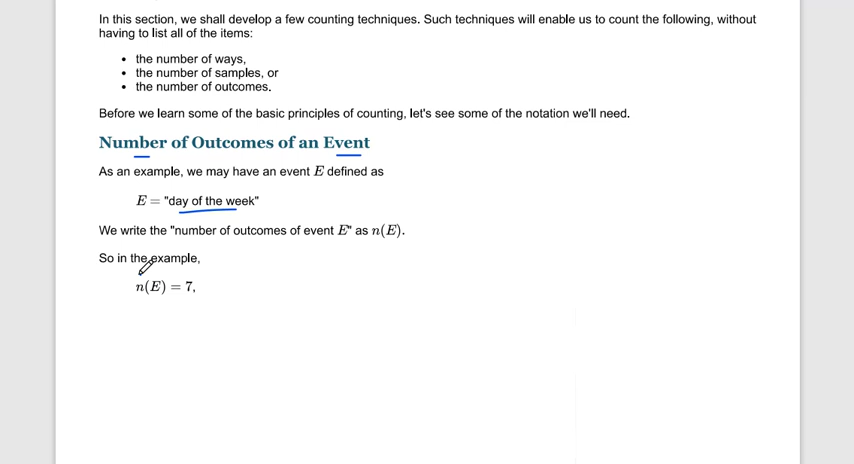 In this section, we shall develop a few counting techniques. Such techniques will enable us to count the following, without
having to list all of the items:
• the number of ways,
• the number of samples, or
• the number of outcomes.
Before we learn some of the basic principles of counting, let's see some of the notation we'll need.
Number of Outcomes of an Event
As an example, we may have an event E defined as
E = "day of the week"
We write the "number of outcomes of event E" as n(E).
So in the example,
n(E) = 7,